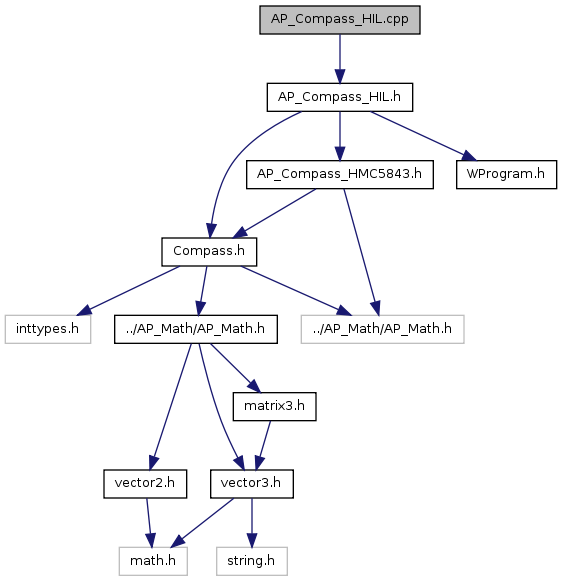 AP_Compass_HIL.cpp
AP_Compass_HIL.h
AP_Compass_HMC5843.h
WProgram.h
Compass.h
inttypes.h
../AP_Math/AP_Math.h
../AP_Math/AP_Math.h
matrix3.h
vector2.h
vector3.h
math.h
string.h